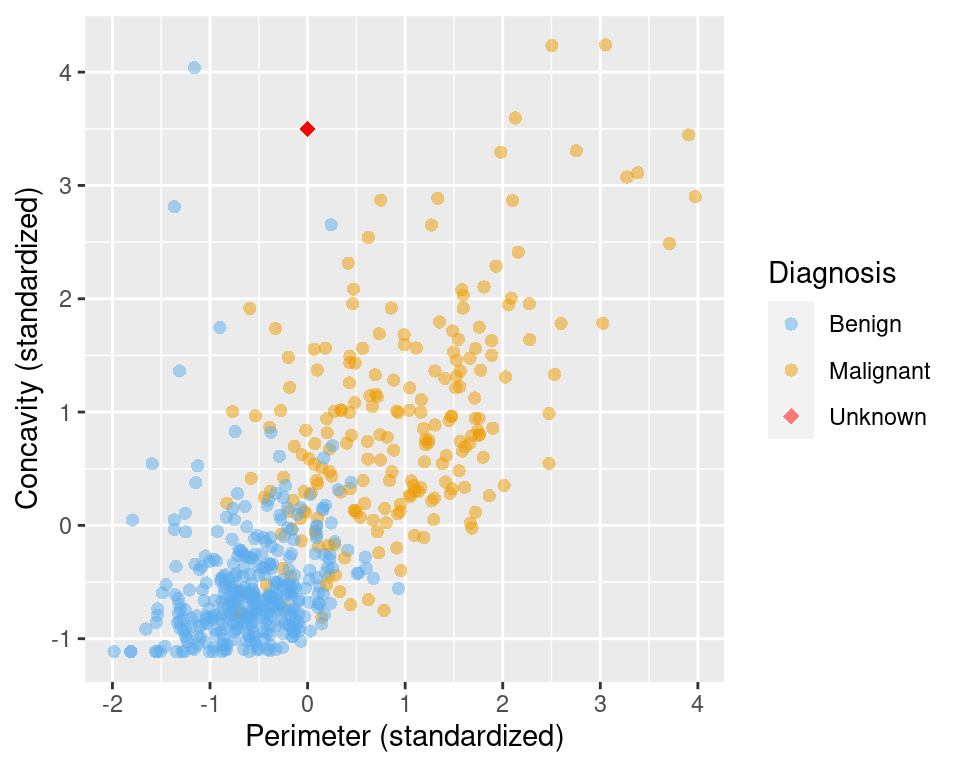 4
3
2
1
0
-1
-2
-1
0
1
2
3
4
Perimeter (standardized)
Concavity (standardized)
Diagnosis
Benign
Malignant
Unknown